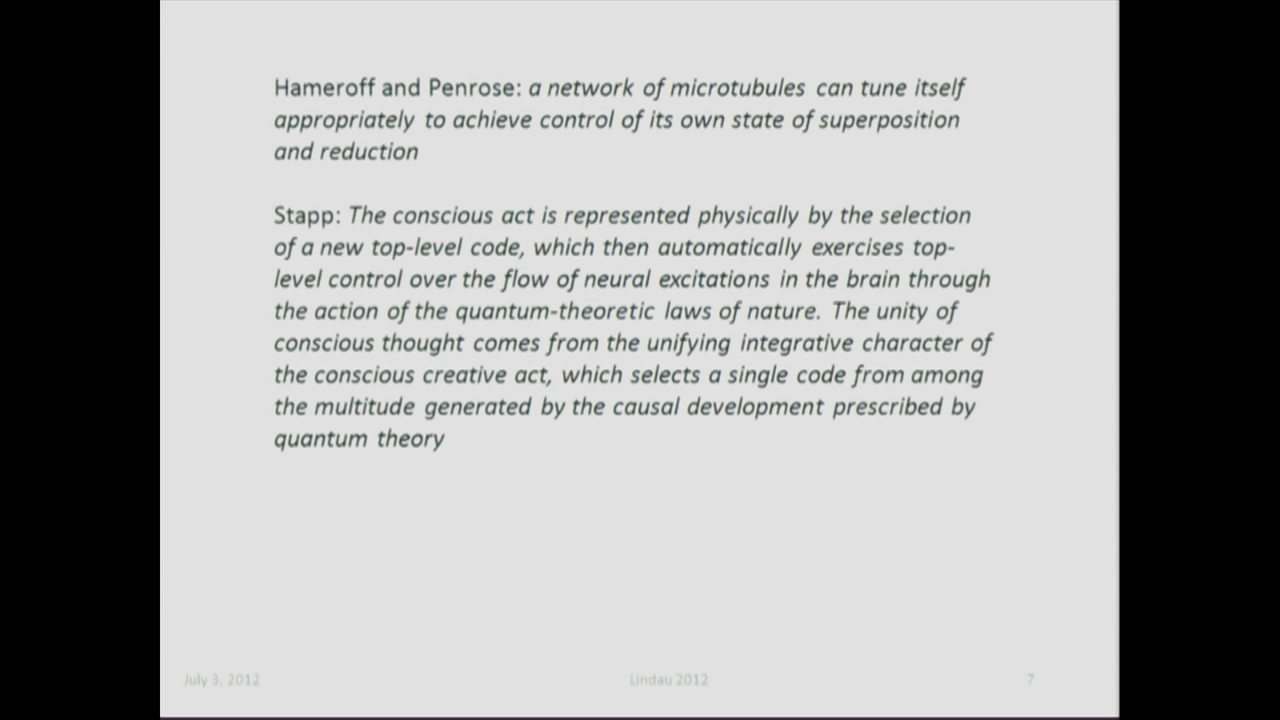 Hameroff and Penrose: a network of microtubules can tune itself
appropriately to achieve control of its own state of superposition
and reduction
Stapp: The conscious act is represented physically by the selection
of a new top-level code, which then automatically exercises top-
level control over the flow of neural excitations in the brain through
the action of the quantum-theoretic laws of nature. The unity of
conscious thought comes from the unifying integrative character of
the conscious creative act, which selects a single code from among
the multitude generated by the causal development prescribed by
quantum theory
July 3, 2012
Lindau 2012
7